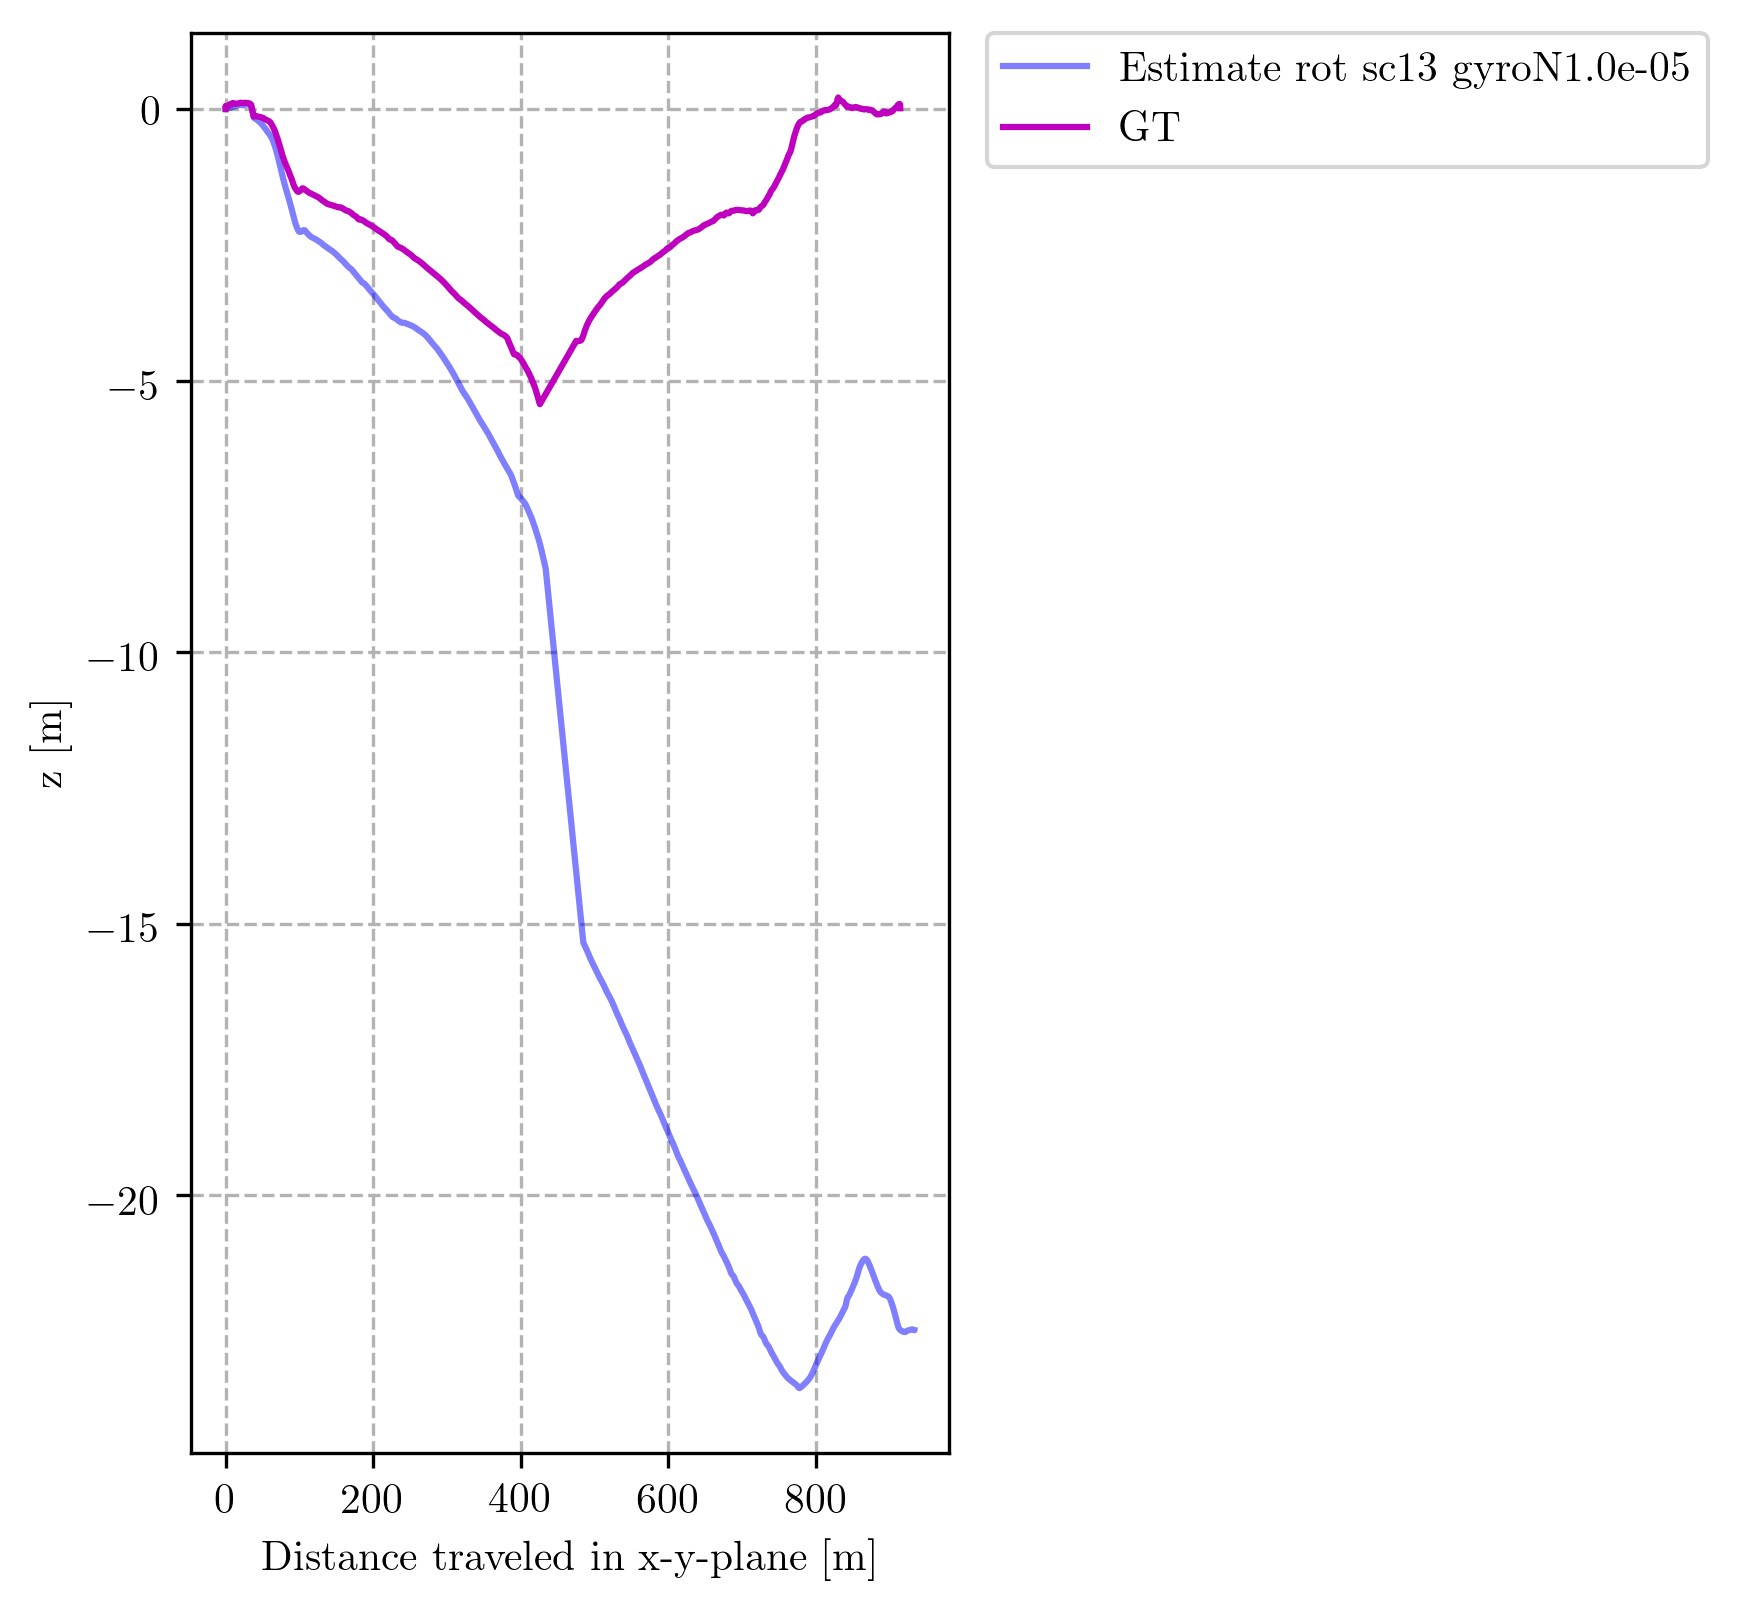 Estimate rot sc13 gyroN1.0e-05
GT
0
−5
−10
−15
−20
z [m]
0 200 400 600 800
Distance traveled in x-y-plane [m]